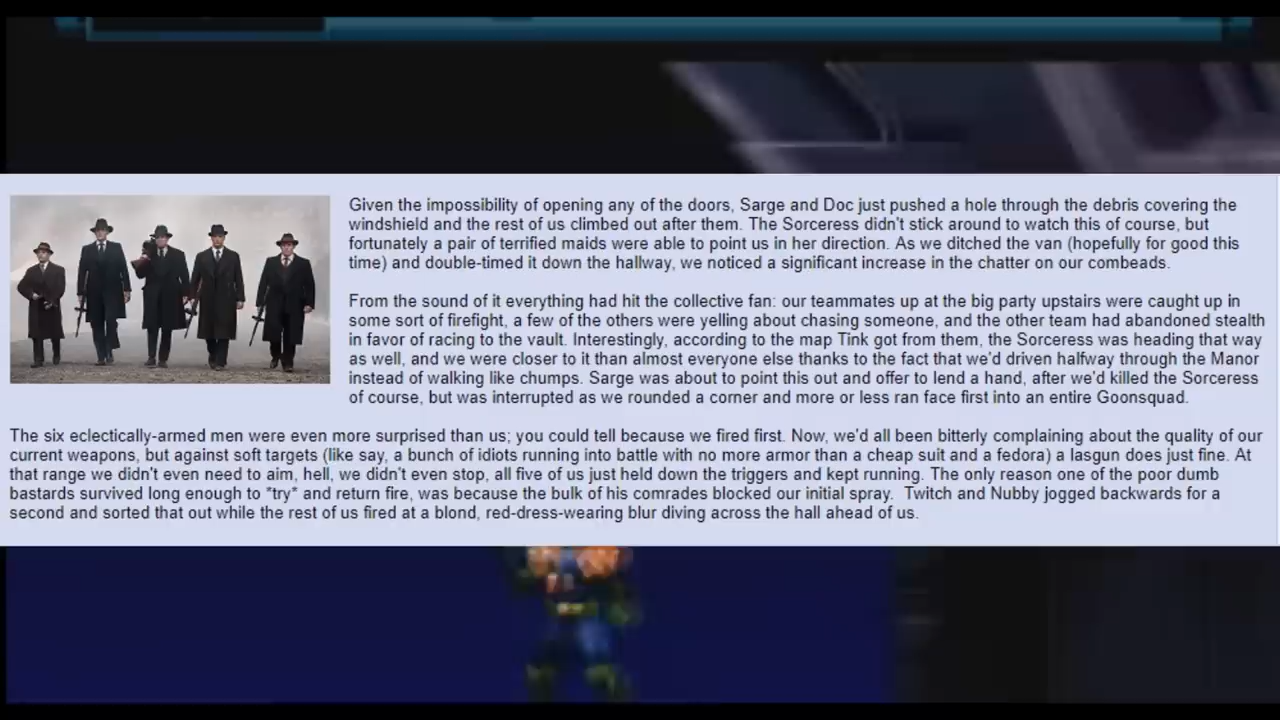 Given the impossibility of opening any of the doors, Sarge and Doc just pushed a hole through the debris covering the
windshield and the rest of us climbed out after them. The Sorceress didn't stick around to watch this of course, but
fortunately a pair of terrified maids were able to point us in her direction. As we ditched the van (hopefully for good this
time) and double-timed it down the hallway, we noticed a significant increase in the chatter on our combeads.
From the sound of it everything had hit the collective fan: our teammates up at the big party upstairs were caught up in
some sort of firefight, a few of the others were yelling about chasing someone, and the other team had abandoned stealth
in favor of racing to the vault. Interestingly, according to the map Tink got from them, the Sorceress was heading that way
as well, and we were closer to it than almost everyone else thanks to the fact that we'd driven halfway through the Manor
instead of walking like chumps. Sarge was about to point this out and offer to lend a hand, after we'd killed the Sorceress
of course, but was interrupted as we rounded a corner and more or less ran face first into an entire Goonsquad.
The six eclectically-armed men were even more surprised than us; you could tell because we fired first. Now, we'd all been bitterly complaining about the quality of our
current weapons, but against soft targets (like say, a bunch of idiots running into battle with no more armor than a cheap suit and a fedora) a lasgun does just fine. At
that range we didn't even need to aim, hell, we didn't even stop, all five of us just held down the triggers and kept running. The only reason one of the poor dumb
bastards survived long enough to *try* and return fire, was because the bulk of his comrades blocked our initial spray.  Twitch and Nubby jogged backwards for a
second and sorted that out while the rest of us fired at a blond, red-dress-wearing blur diving across the hall ahead of us.